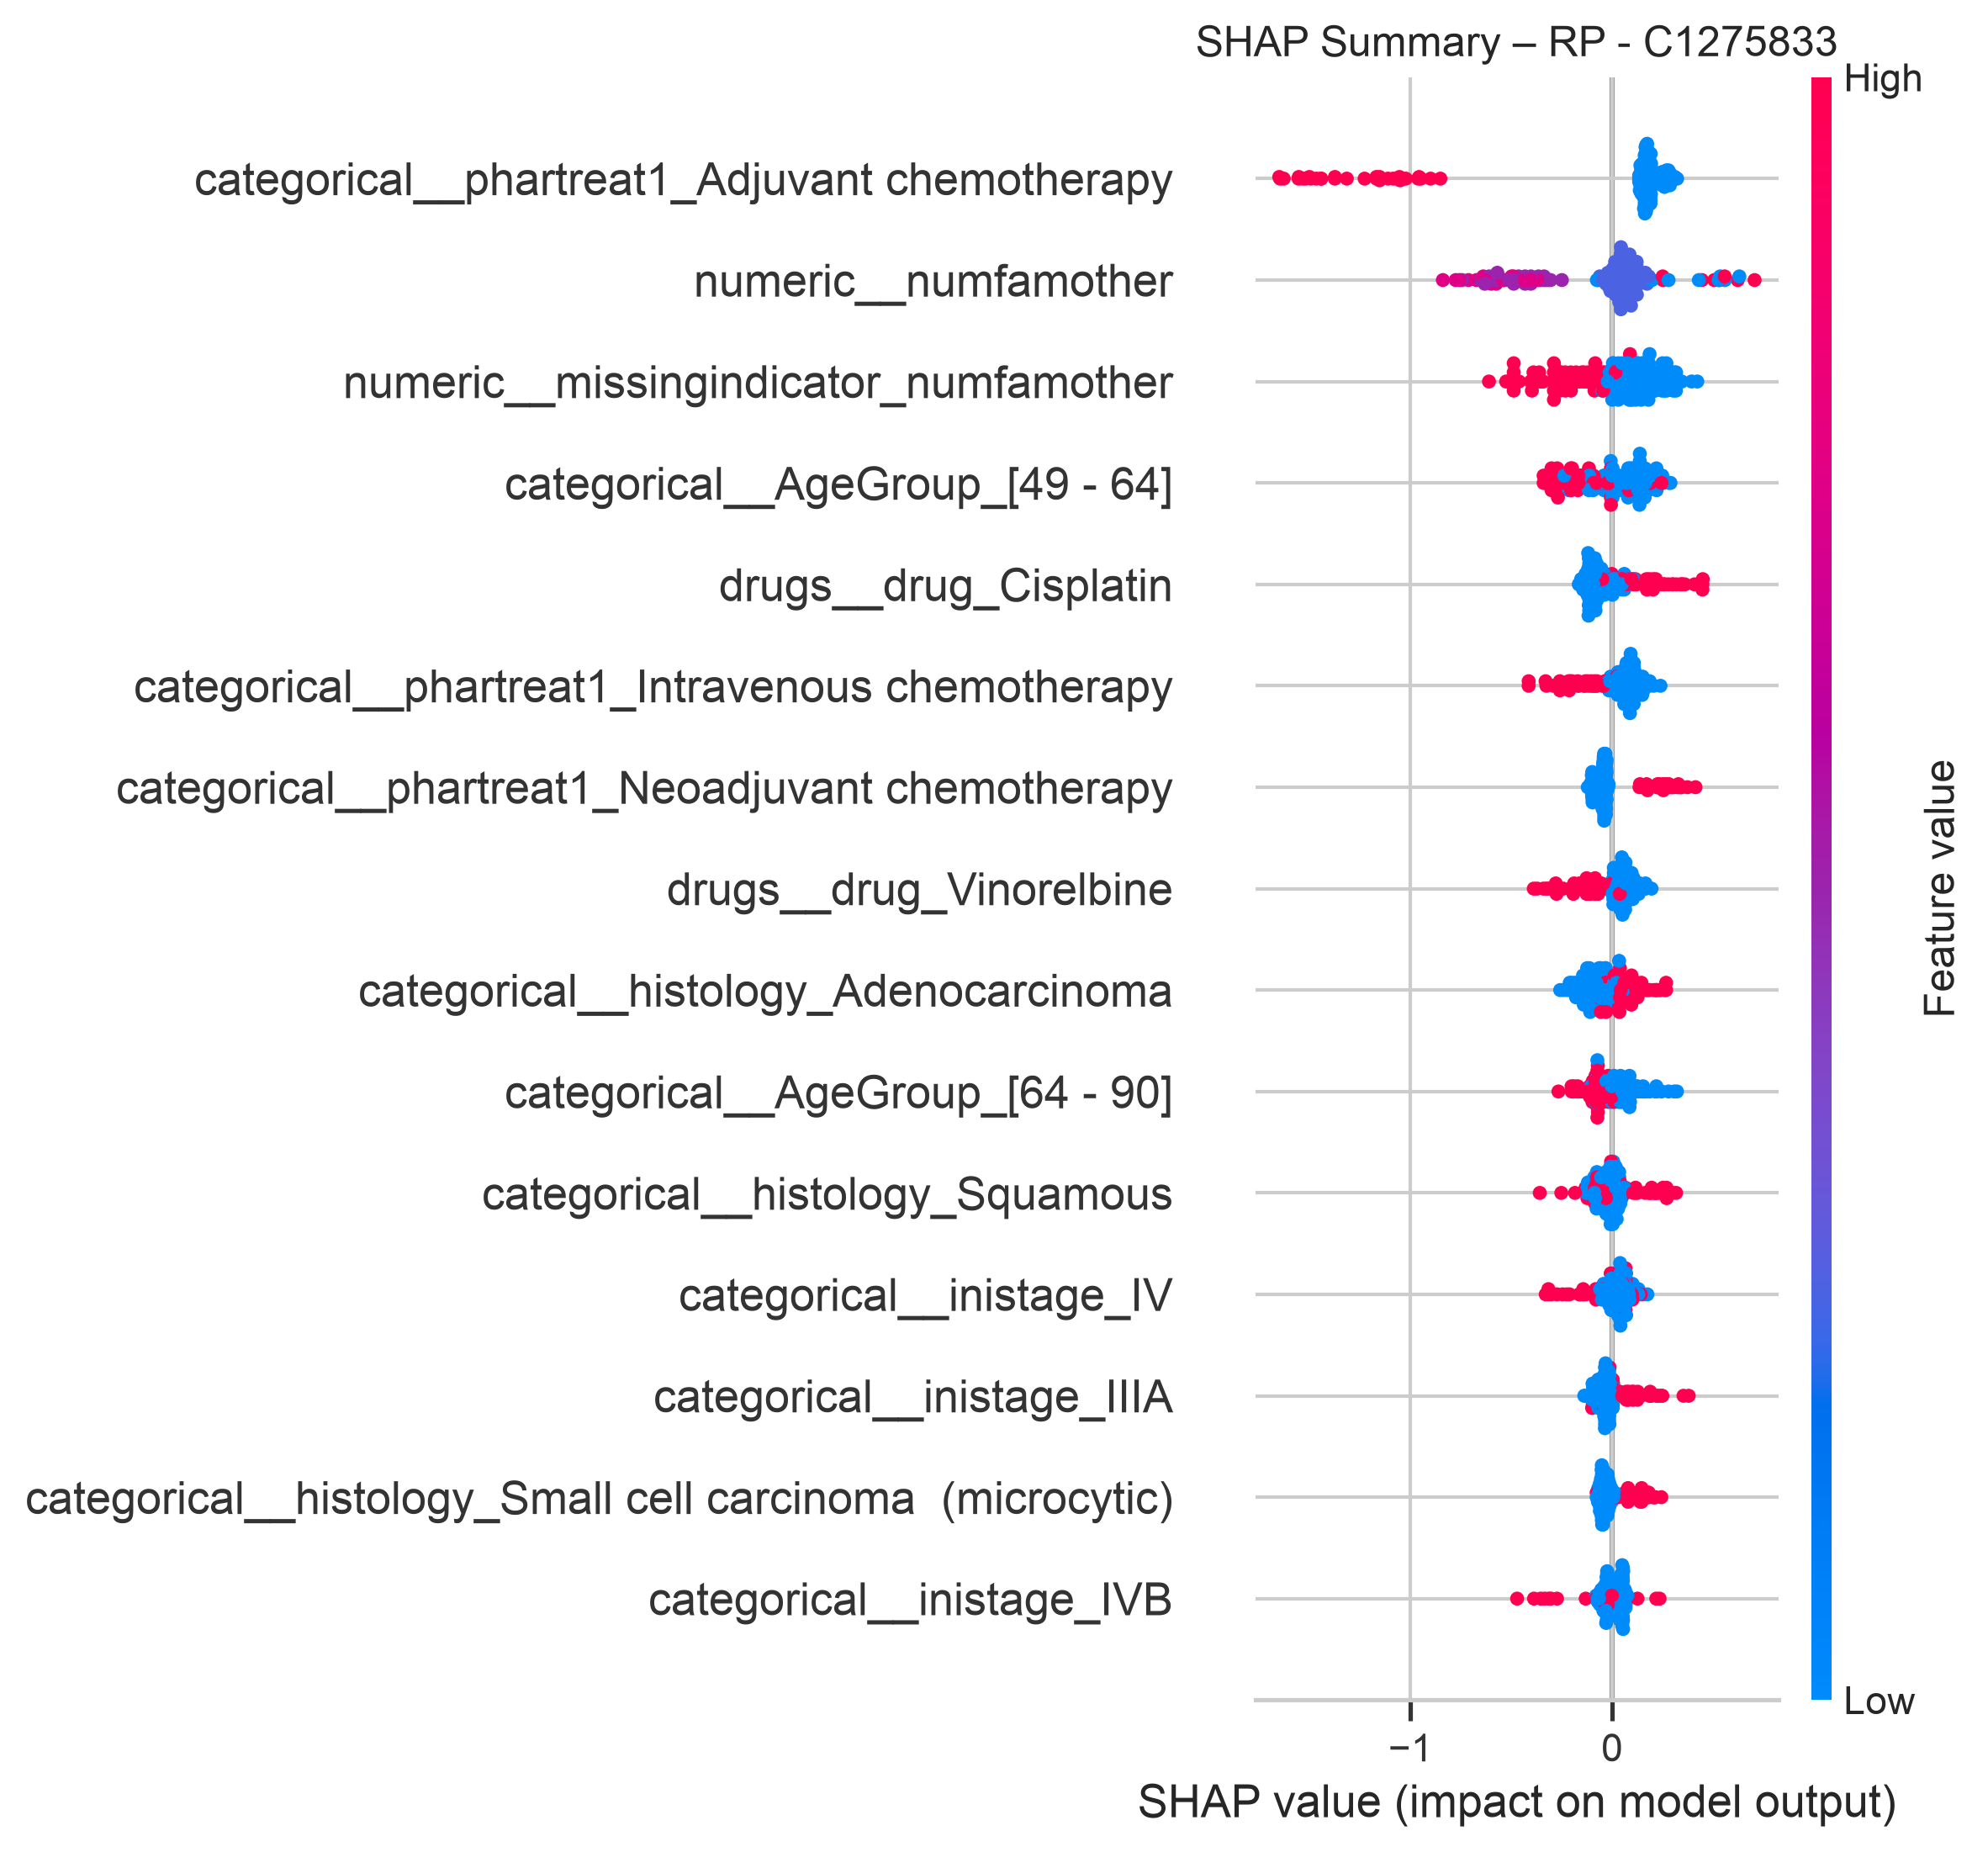 SHAP Summary – RP - C1275833
High
categorical__phartreat1_Adjuvant chemotherapy
numeric__numfamother
numeric__missingindicator_numfamother
categorical__AgeGroup_[49 - 64]
drugs__drug_Cisplatin
categorical__phartreat1_Intravenous chemotherapy
categorical__phartreat1_Neoadjuvant chemotherapy
drugs__drug_Vinorelbine
categorical__histology_Adenocarcinoma
categorical__AgeGroup_[64 - 90]
categorical__histology_Squamous
categorical__inistage_IV
categorical__inistage_IIIA
categorical__histology_Small cell carcinoma  (microcytic)
categorical__inistage_IVB
Feature value
Low
−1
0
SHAP value (impact on model output)